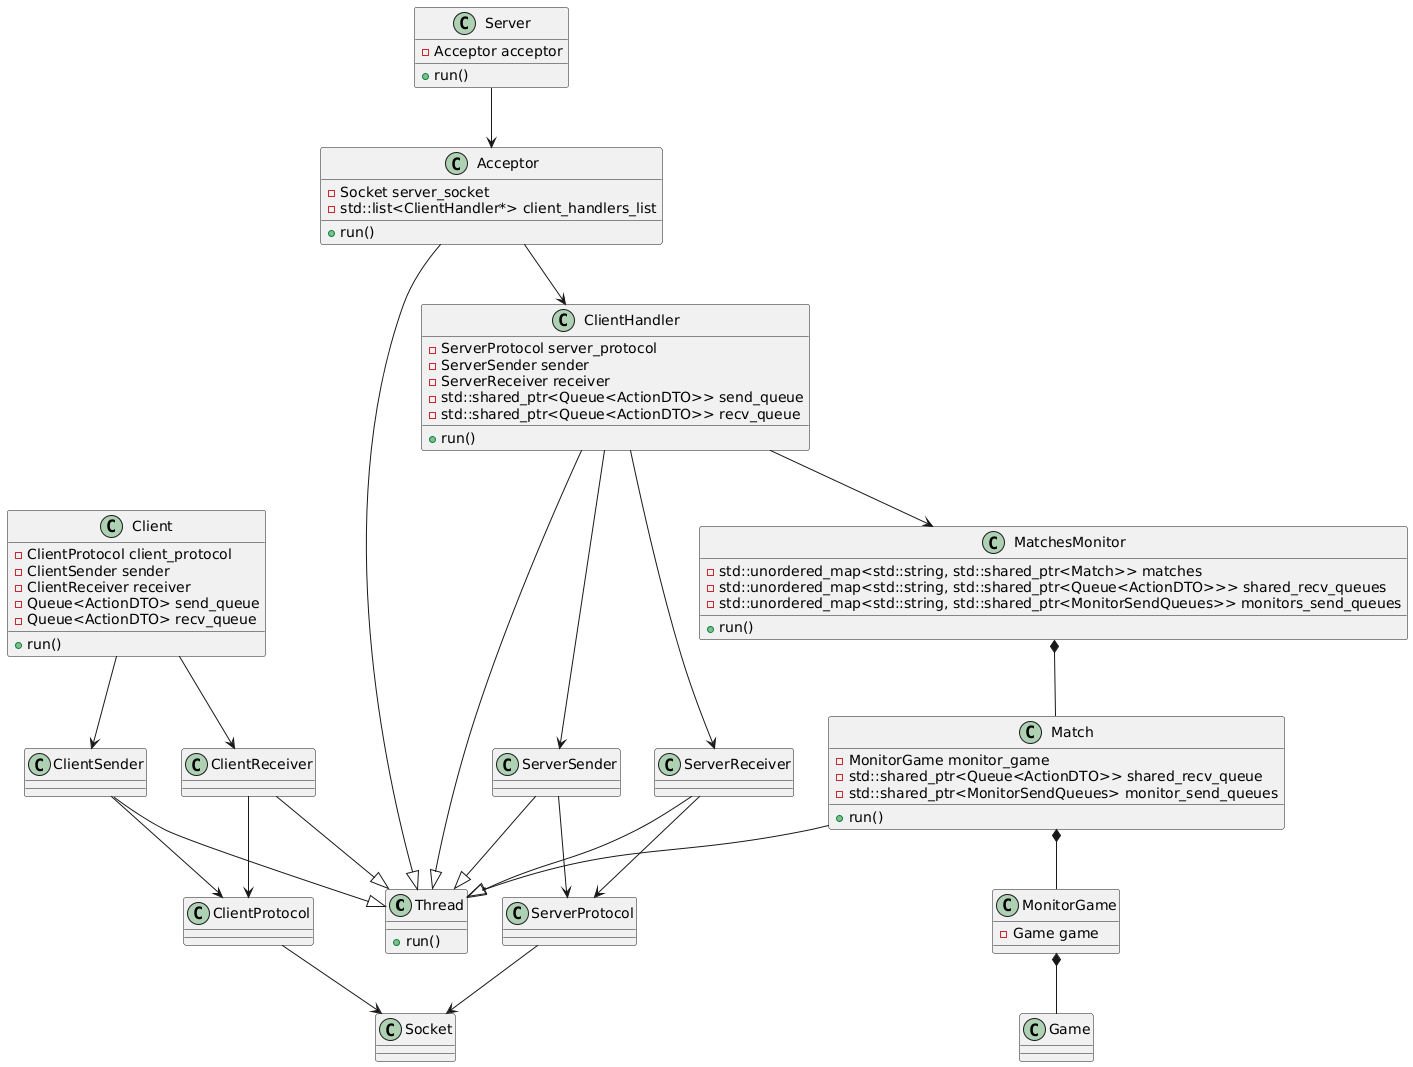 C Server
Acceptor acceptor
run()
C Acceptor
Socket server_socket
std::list<ClientHandler*> client_handlers_list
run()
C ClientHandler
ServerProtocol server_protocol
ServerSender sender
ServerReceiver receiver
std::shared_ptr<Queue<ActionDTO>> send_queue
std::shared_ptr<Queue<ActionDTO>> recv_queue
run()
C Client
ClientProtocol client_protocol
ClientSender sender
ClientReceiver receiver
Queue<ActionDTO> send_queue
Queue<ActionDTO> recv_queue
run()
C MatchesMonitor
std::unordered_map<std::string, std::shared_ptr<Match>> matches
std::unordered_map<std::string, std::shared_ptr<Queue<ActionDTO>>> shared_recv_queues
std::unordered_map<std::string, std::shared_ptr<MonitorSendQueues>> monitors_send_queues
run()
C ClientSender
C ClientReceiver
C ServerSender
C ServerReceiver
C Match
MonitorGame monitor_game
std::shared_ptr<Queue<ActionDTO>> shared_recv_queue
std::shared_ptr<MonitorSendQueues> monitor_send_queues
run()
C ClientProtocol
C Thread
run()
C ServerProtocol
C MonitorGame
Game game
C Socket
C Game